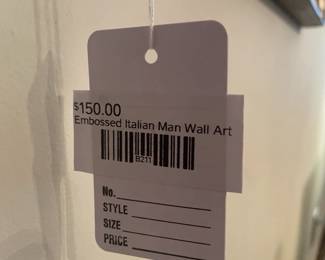 $150.00
Embossed Italian Man Wall Art
B211
No.
STYLE
SIZE
PRICE